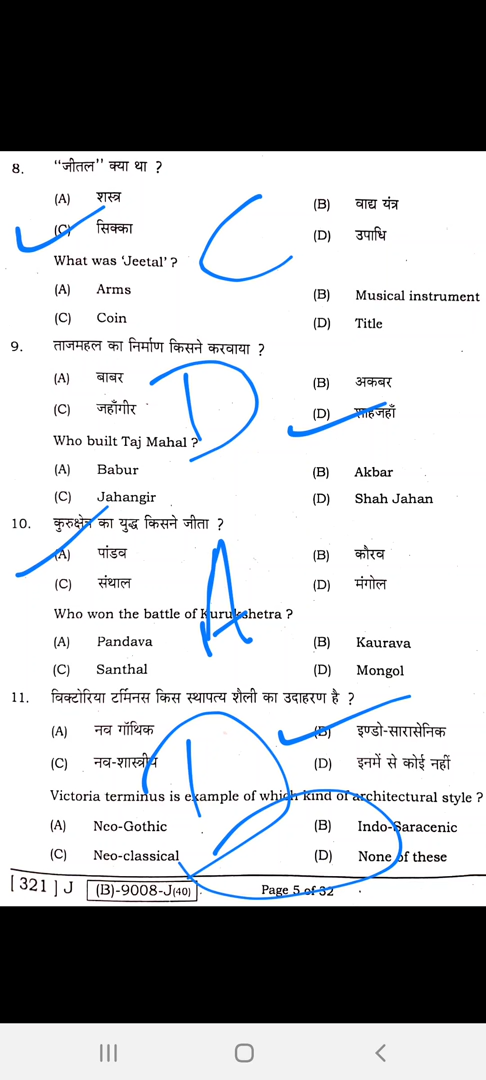 8. "जीतल" क्या था ?
(A) शस्त्र (B) वाद्य यंत्र
(C) सिक्का (D) उपाधि
What was 'Jeetal' ?
(A) Arms (B) Musical instrument
(C) Coin (D) Title
C
9. ताजमहल का निर्माण किसने करवाया ?
(A) बाबर (B) अकबर
(C) जहाँगीर (D) शाहजहाँ
Who built Taj Mahal ?
(A) Babur (B) Akbar
(C) Jahangir (D) Shah Jahan
D
10. कुरुक्षेत्र का युद्ध किसने जीता ?
(A) पांडव (B) कौरव
(C) संथाल (D) मंगोल
Who won the battle of Kurukshetra ?
(A) Pandava (B) Kaurava
(C) Santhal (D) Mongol
A
11. विक्टोरिया टर्मिनस किस स्थापत्य शैली का उदाहरण है ?
(A) नव गॉथिक (B) इण्डो-सारासेनिक
(C) नव-शास्त्रीय (D) इनमें से कोई नहीं
Victoria terminus is example of which kind of architectural style ?
(A) Neo-Gothic (B) Indo-Saracenic
(C) Neo-classical (D) None of these
[ 321 ] J (B)-9008-J(40) Page 5 of 32